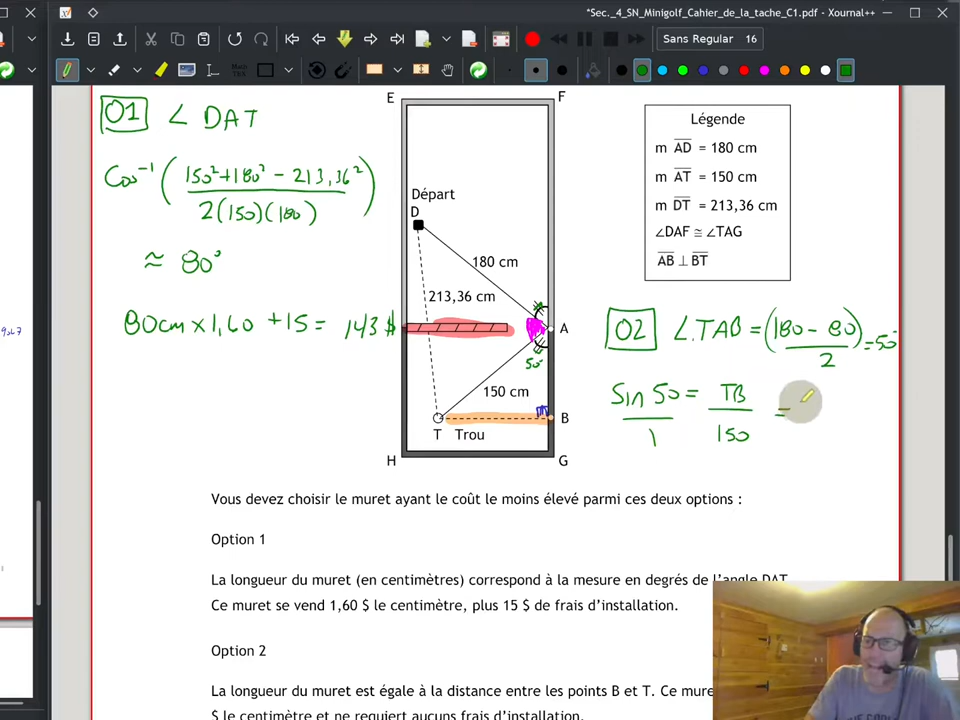 *Sec._4_SN_Minigolf_Cahier_de_la_tache_C1.pdf - Xournal++
Sans Regular 16
O1 ∠ DAT
Cos⁻¹ ( 150² + 180² - 213,36² / 2(150)(180) )
≈ 80°
80cm x 1,60 + 15 = 143 $
E
F
Départ
D
180 cm
213,36 cm
A
50°
150 cm
T
Trou
B
H
G
Légende
m AD = 180 cm
m AT = 150 cm
m DT = 213,36 cm
∠DAF ≅ ∠TAG
AB ⊥ BT
O2 ∠TAB = (180 - 80) / 2 = 50°
Sin 50 / 1 = TB / 150 =
Vous devez choisir le muret ayant le coût le moins élevé parmi ces deux options :
Option 1
La longueur du muret (en centimètres) correspond à la mesure en degrés de l'angle DAT.
Ce muret se vend 1,60 $ le centimètre, plus 15 $ de frais d'installation.
Option 2
La longueur du muret est égale à la distance entre les points B et T. Ce muret
$ le centimètre et ne requiert aucuns frais d'installation.